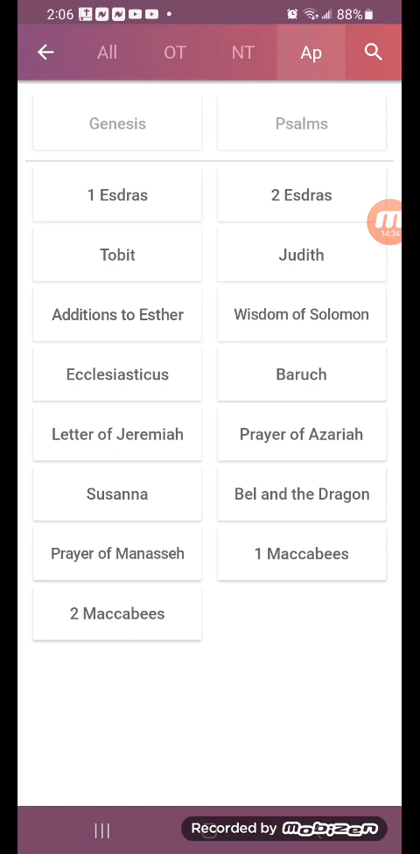 2:06 88%
All OT NT Ap
Genesis Psalms
1 Esdras 2 Esdras
Tobit Judith
Additions to Esther Wisdom of Solomon
Ecclesiasticus Baruch
Letter of Jeremiah Prayer of Azariah
Susanna Bel and the Dragon
Prayer of Manasseh 1 Maccabees
2 Maccabees
14:34
Recorded by mobizen